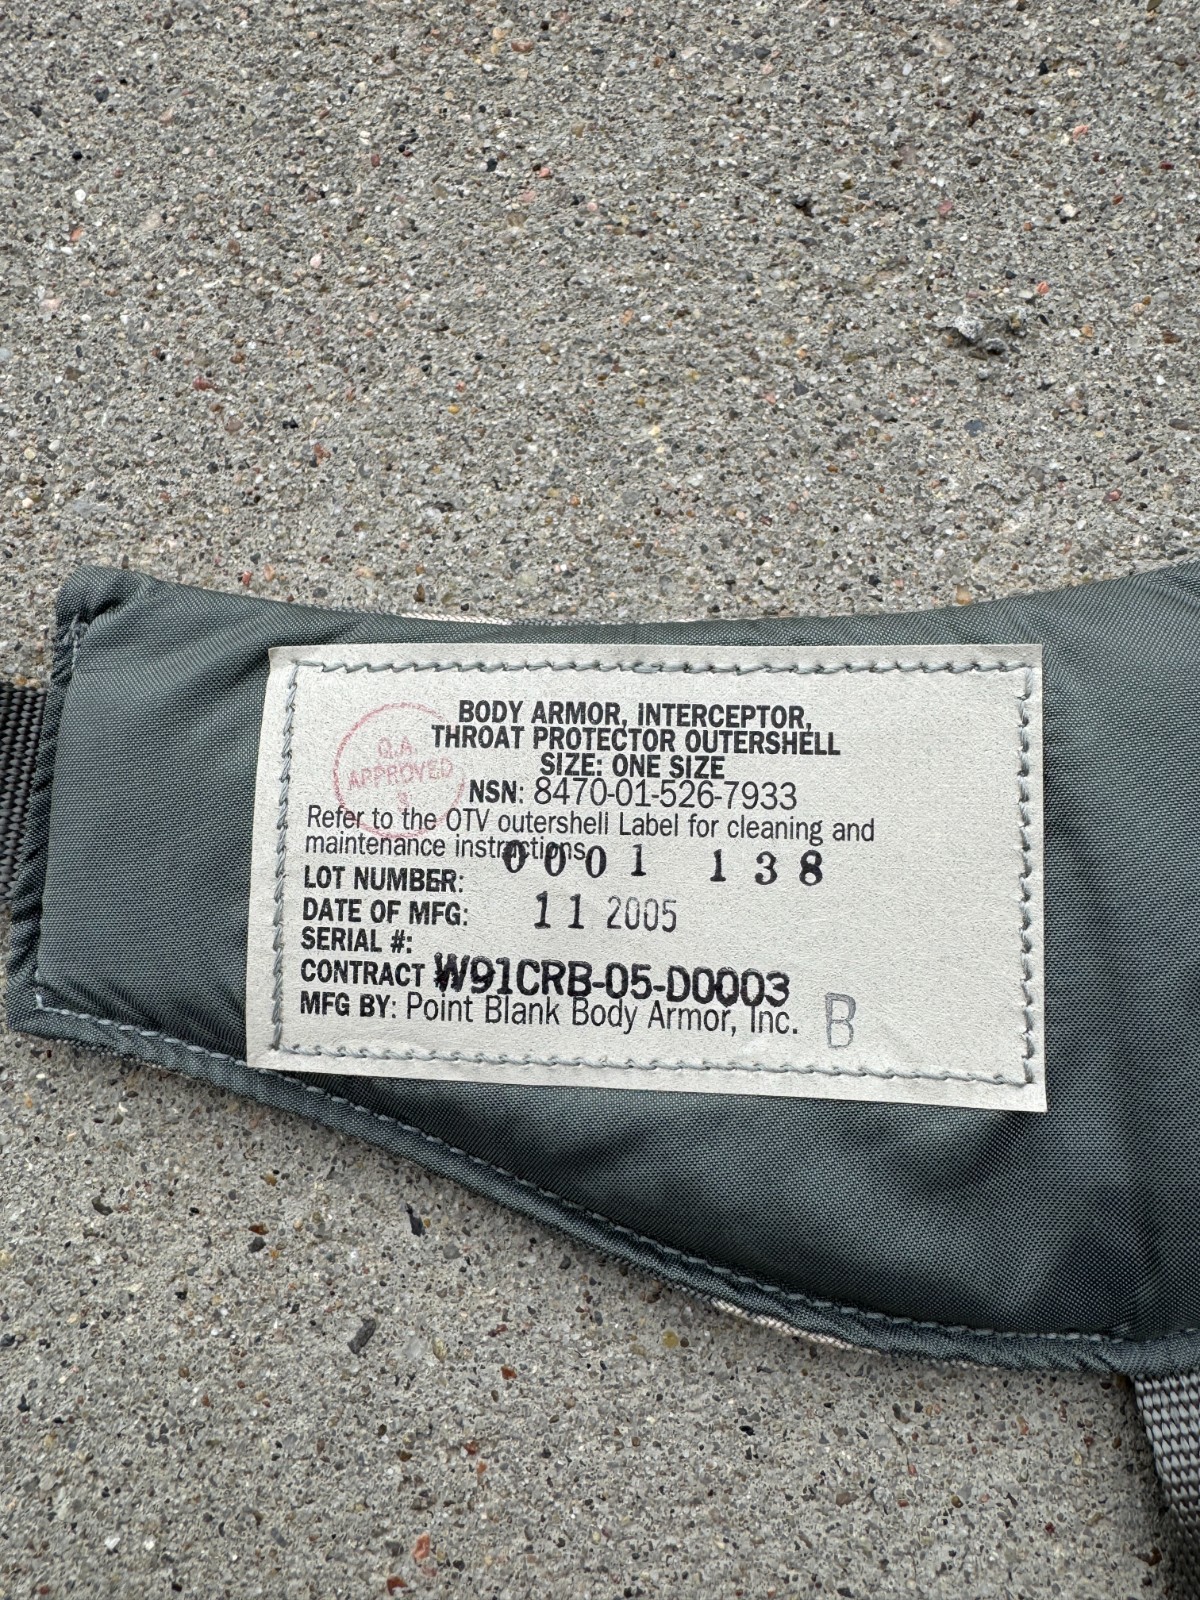 BODY ARMOR, INTERCEPTOR,
THROAT PROTECTOR OUTERSHELL
SIZE: ONE SIZE
NSN: 8470-01-526-7933
Q.A.
APPROVED
Refer to the OTV outershell Label for cleaning and
maintenance instructions.
0001 138
LOT NUMBER:
DATE OF MFG: 11 2005
SERIAL #:
CONTRACT W91CRB-05-D0003
MFG BY: Point Blank Body Armor, Inc.
B